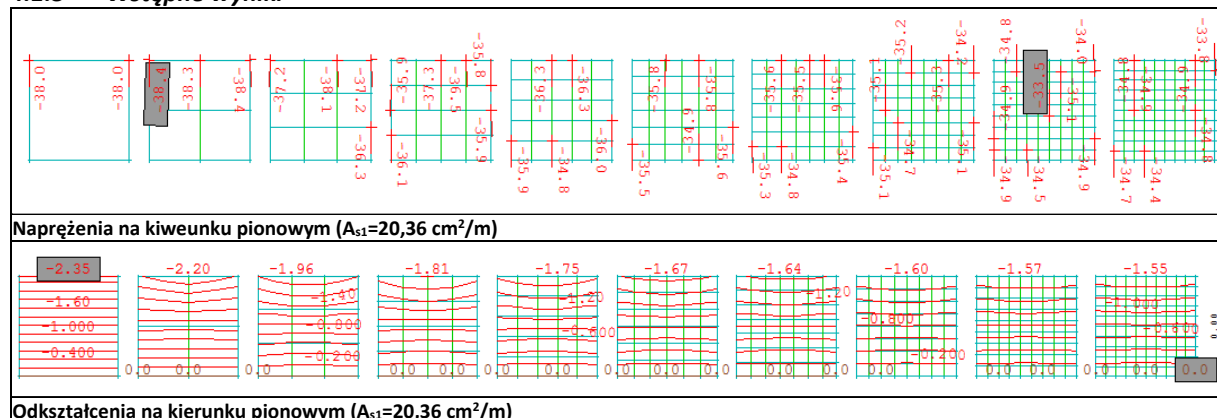 -38.0 -38.0 -38.4 -38.3 -38.4 -37.2 -38.1 -37.2 -36.3 -35.9 -37.3 -36.5 -35.8 -36.1 -35.9 -36.3 -36.3 -35.9 -34.8 -36.0 -35.8 -35.8 -34.9 -35.5 -35.6 -35.6 -35.5 -35.6 -35.3 -34.8 -35.4 -35.1 -35.2 -35.3 -34.2 -35.1 -34.7 -35.1 -34.8 -34.9 -33.5 -35.1 -34.0 -34.9 -34.5 -34.9 -34.8 -34.9 -34.9 -33.8 -34.7 -34.4 -34.8
Naprężenia na kiweunku pionowym (As1=20,36 cm²/m)
-2.35 -2.20 -1.96 -1.81 -1.75 -1.67 -1.64 -1.60 -1.57 -1.55
-1.60 -1.40 -1.20 -1.20 -1.000
-1.000 -0.800 -0.600 -0.800 -0.800
-0.400 -0.200 -0.200
0.0 0.0 0.0 0.0 0.0 0.0 0.0 0.0 0.0 0.0 0.0 0.0 0.0 0.0 0.0 0.0 0.0
Odkształcenia na kierunku pionowym (As1=20,36 cm²/m)